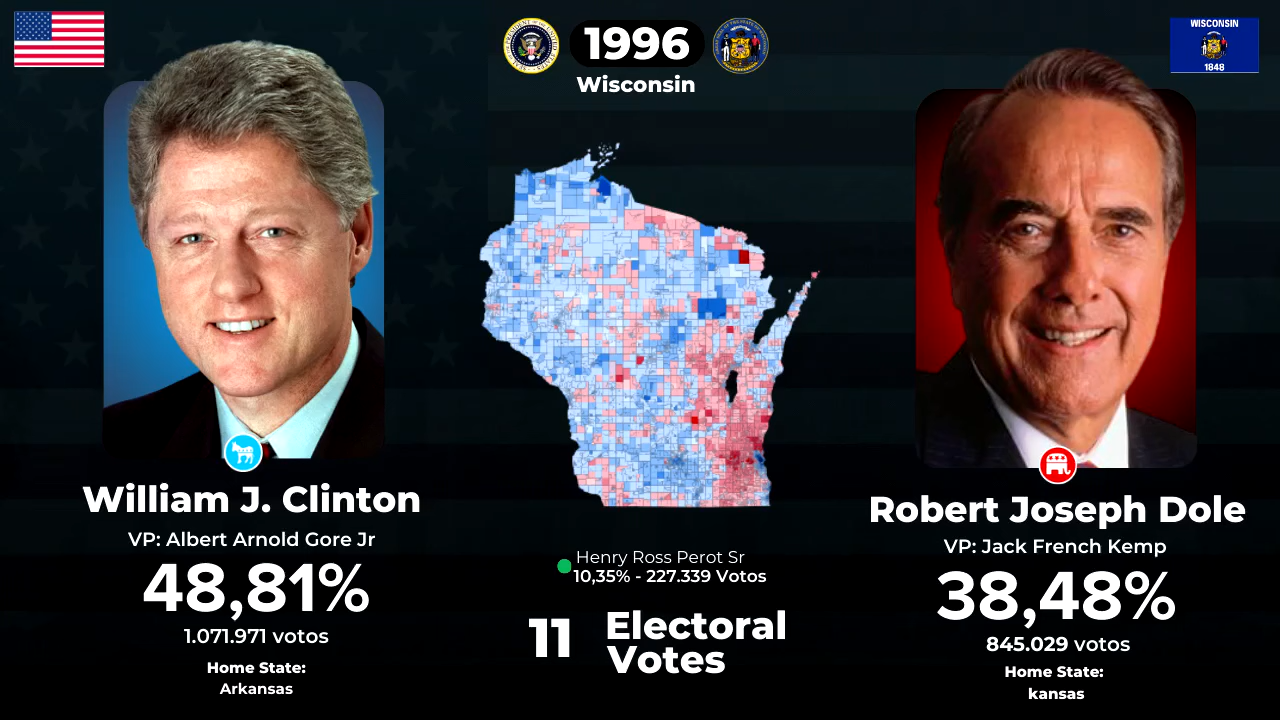 1996
Wisconsin
WISCONSIN
1848
William J. Clinton
VP: Albert Arnold Gore Jr
48,81%
1.071.971 votos
Home State:
Arkansas
Henry Ross Perot Sr
10,35% - 227.339 Votos
11 Electoral
Votes
Robert Joseph Dole
VP: Jack French Kemp
38,48%
845.029 votos
Home State:
kansas